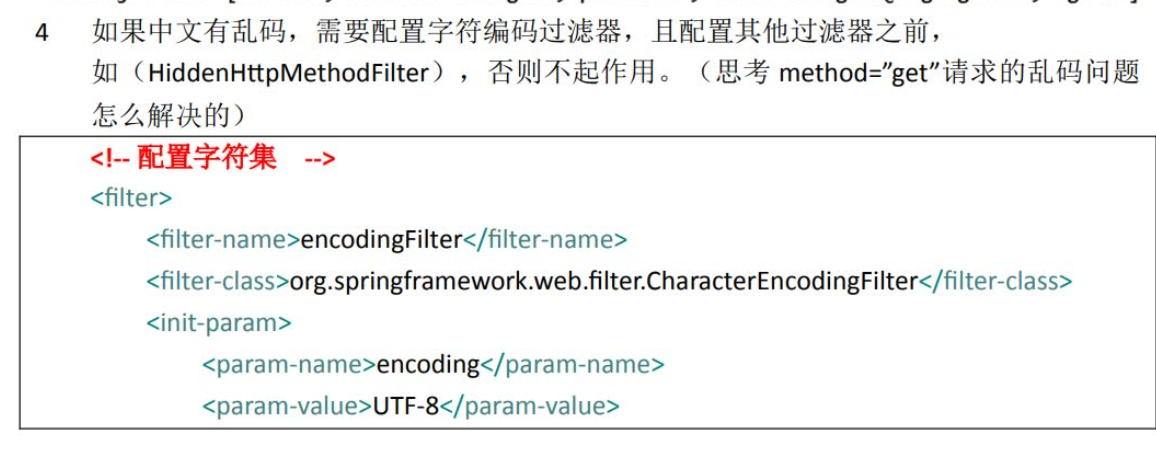 4 如果中文有乱码，需要配置字符编码过滤器，且配置其他过滤器之前，
如（HiddenHttpMethodFilter），否则不起作用。（思考 method=”get”请求的乱码问题
怎么解决的）
<!-- 配置字符集 -->
<filter>
<filter-name>encodingFilter</filter-name>
<filter-class>org.springframework.web.filter.CharacterEncodingFilter</filter-class>
<init-param>
<param-name>encoding</param-name>
<param-value>UTF-8</param-value>